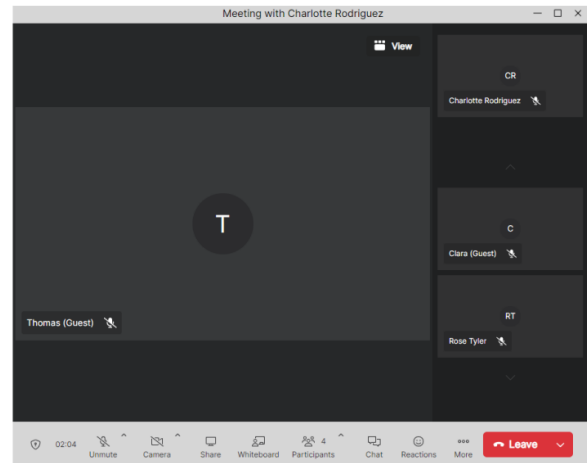 Meeting with Charlotte Rodriguez
View
CR
Charlotte Rodriguez
T
Thomas (Guest)
C
Clara (Guest)
RT
Rose Tyler
02:04
Unmute
Camera
Share
Whiteboard
4
Participants
Chat
Reactions
More
Leave